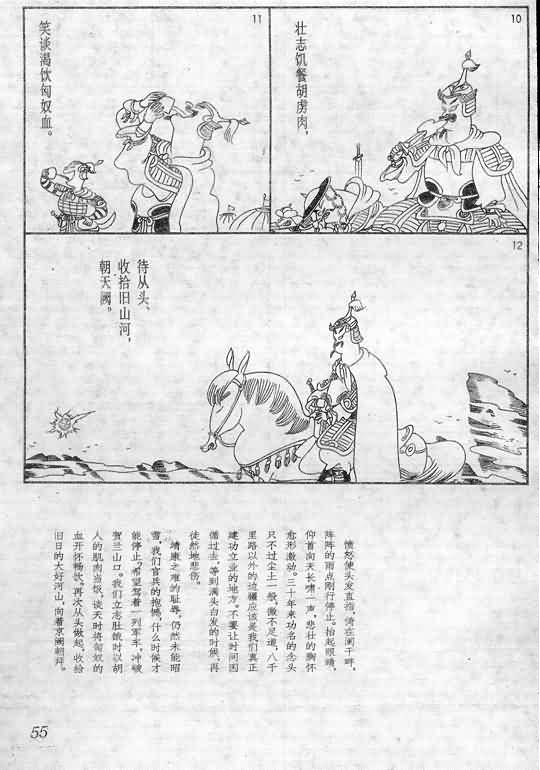 10
壮志饥餐胡虏肉，
11
笑谈渴饮匈奴血。
12
待从头、
收拾旧山河，
朝天阙。
愤怒使头发直指，倚在阑干畔，
阵阵的雨点刚行停止。抬起眼睛，
仰首向天长啸一声，悲壮的胸怀
愈形激动。三十年来功名的念头
只不过尘土一般，微不足道，八千
里路以外的边疆应该是我们真正
建功立业的地方。不要让时间因
循过去，等到满头白发的时候，再
徒然地悲伤。
靖康之难的耻辱，仍然未能昭
雪，我们官兵的抱憾，什么时候才
能停止？希望驾着一列军车，冲破
贺兰山口。我们立志肚饿时以胡
人的肌肉当饭，谈天时将匈奴的
血开怀畅饮。再次从头做起，收给
旧日的大好河山，向着京阙朝拜。
55